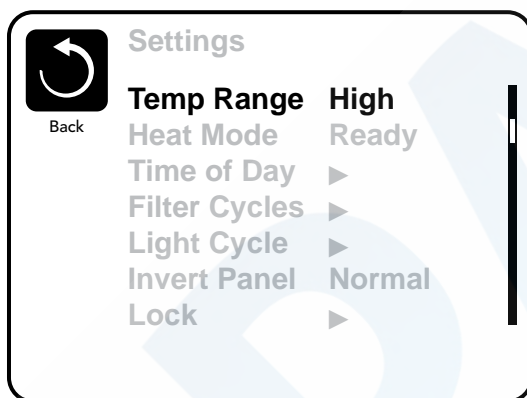 Settings
Temp Range High
Back
Heat Mode Ready
Time of Day ▶
Filter Cycles ▶
Light Cycle ▶
Invert Panel Normal
Lock ▶